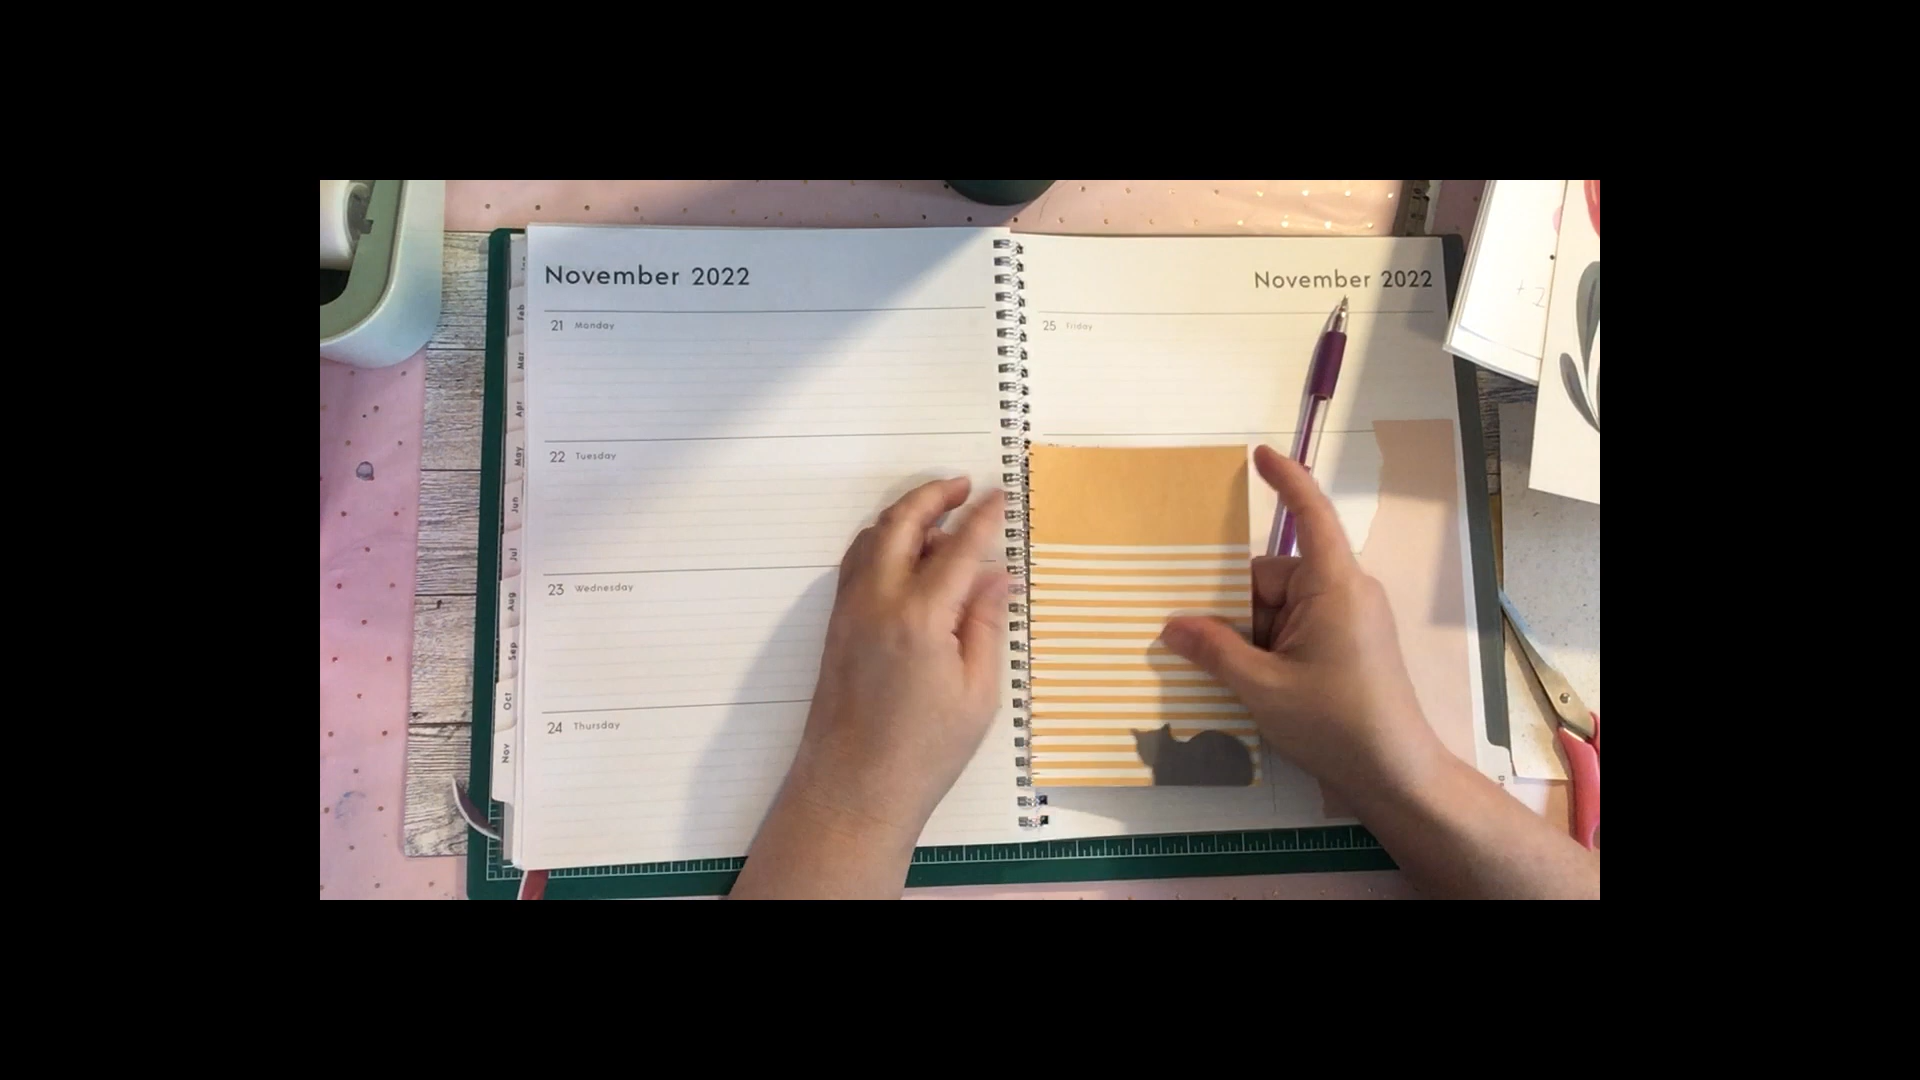 November 2022
21 Monday
22 Tuesday
23 Wednesday
24 Thursday
November 2022
25 Friday
Feb
Mar
Apr
May
Jun
Jul
Aug
Sep
Oct
Nov